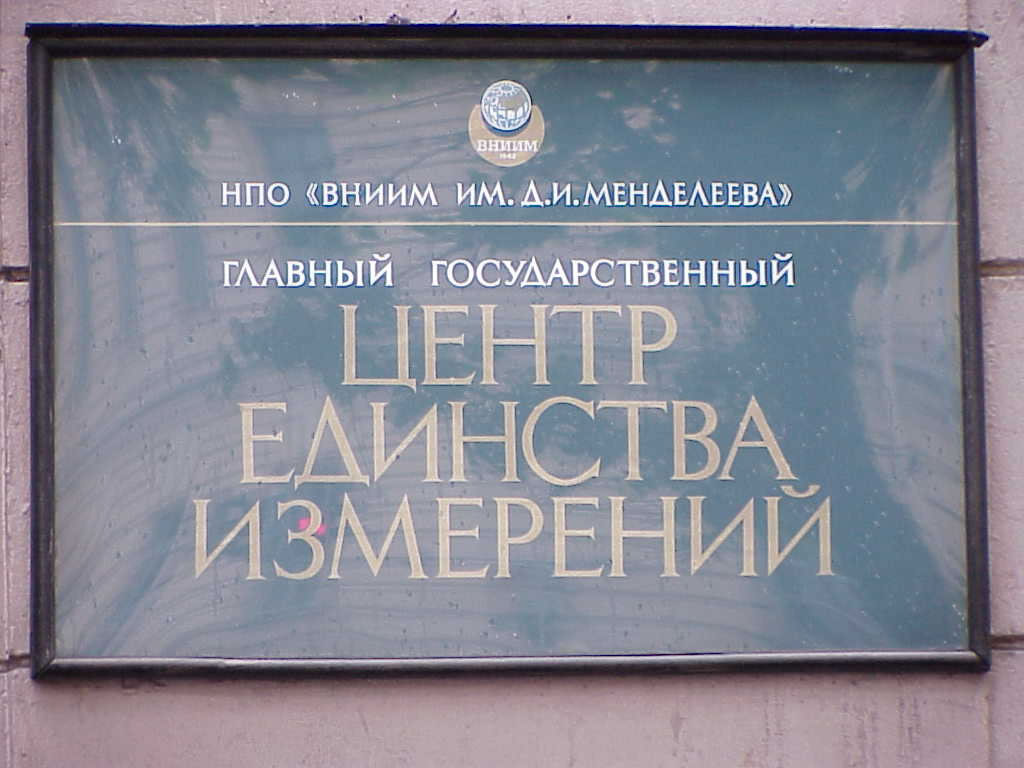 ВНИИМ
1842
НПО «ВНИИМ ИМ. Д.И.МЕНДЕЛЕЕВА»
ГЛАВНЫЙ ГОСУДАРСТВЕННЫЙ
ЦЕНТР
ЕДИНСТВА
ИЗМЕРЕНИЙ